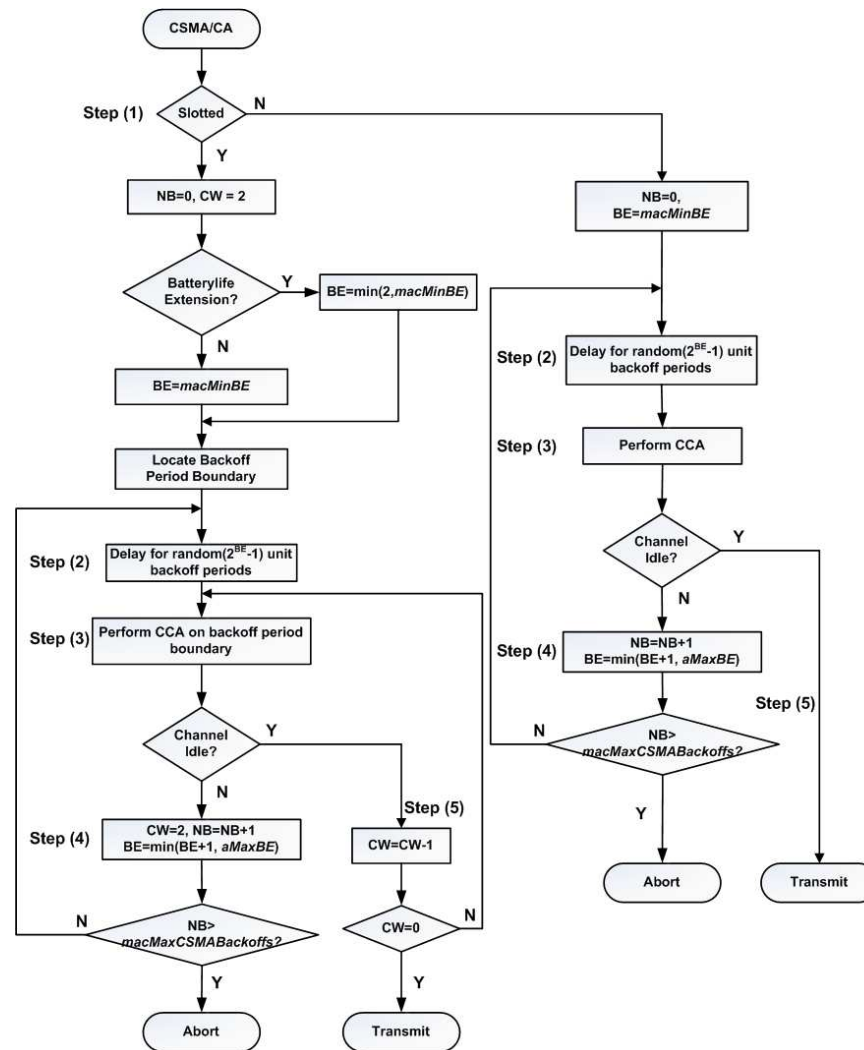 CSMA/CA
Step (1)
Slotted
N
Y
NB=0, CW = 2
Batterylife
Extension?
Y
BE=min(2,macMinBE)
N
BE=macMinBE
Locate Backoff
Period Boundary
Step (2)
Delay for random(2^BE-1) unit
backoff periods
Step (3)
Perform CCA on backoff period
boundary
Channel
Idle?
Y
N
Step (4)
CW=2, NB=NB+1
BE=min(BE+1, aMaxBE)
Step (5)
CW=CW-1
N
NB>
macMaxCSMABackoffs?
CW=0
N
Y
Y
Abort
Transmit
NB=0,
BE=macMinBE
Step (2)
Delay for random(2^BE-1) unit
backoff periods
Step (3)
Perform CCA
Channel
Idle?
Y
N
Step (4)
NB=NB+1
BE=min(BE+1, aMaxBE)
Step (5)
N
NB>
macMaxCSMABackoffs?
Y
Abort
Transmit